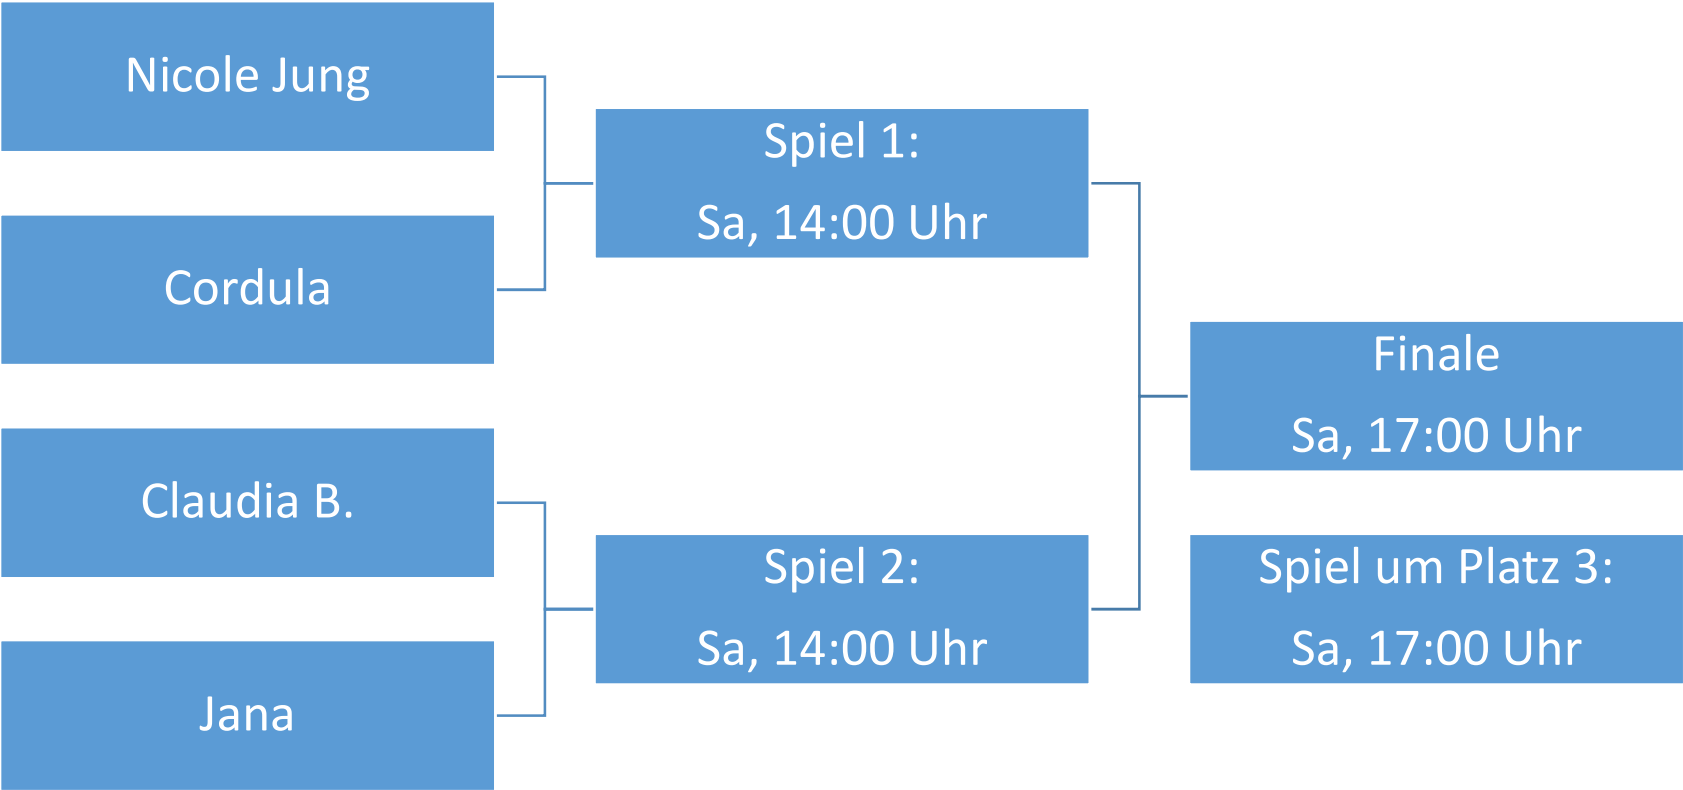 Nicole Jung
Cordula
Claudia B.
Jana
Spiel 1:
Sa, 14:00 Uhr
Spiel 2:
Sa, 14:00 Uhr
Finale
Sa, 17:00 Uhr
Spiel um Platz 3:
Sa, 17:00 Uhr